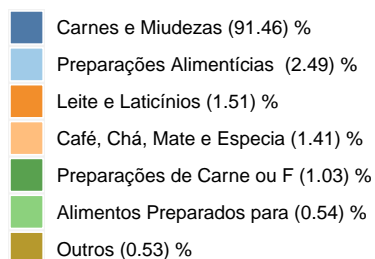 Carnes e Miudezas (91.46) %
Preparações Alimentícias  (2.49) %
Leite e Laticínios (1.51) %
Café, Chá, Mate e Especia (1.41) %
Preparações de Carne ou F (1.03) %
Alimentos Preparados para (0.54) %
Outros (0.53) %